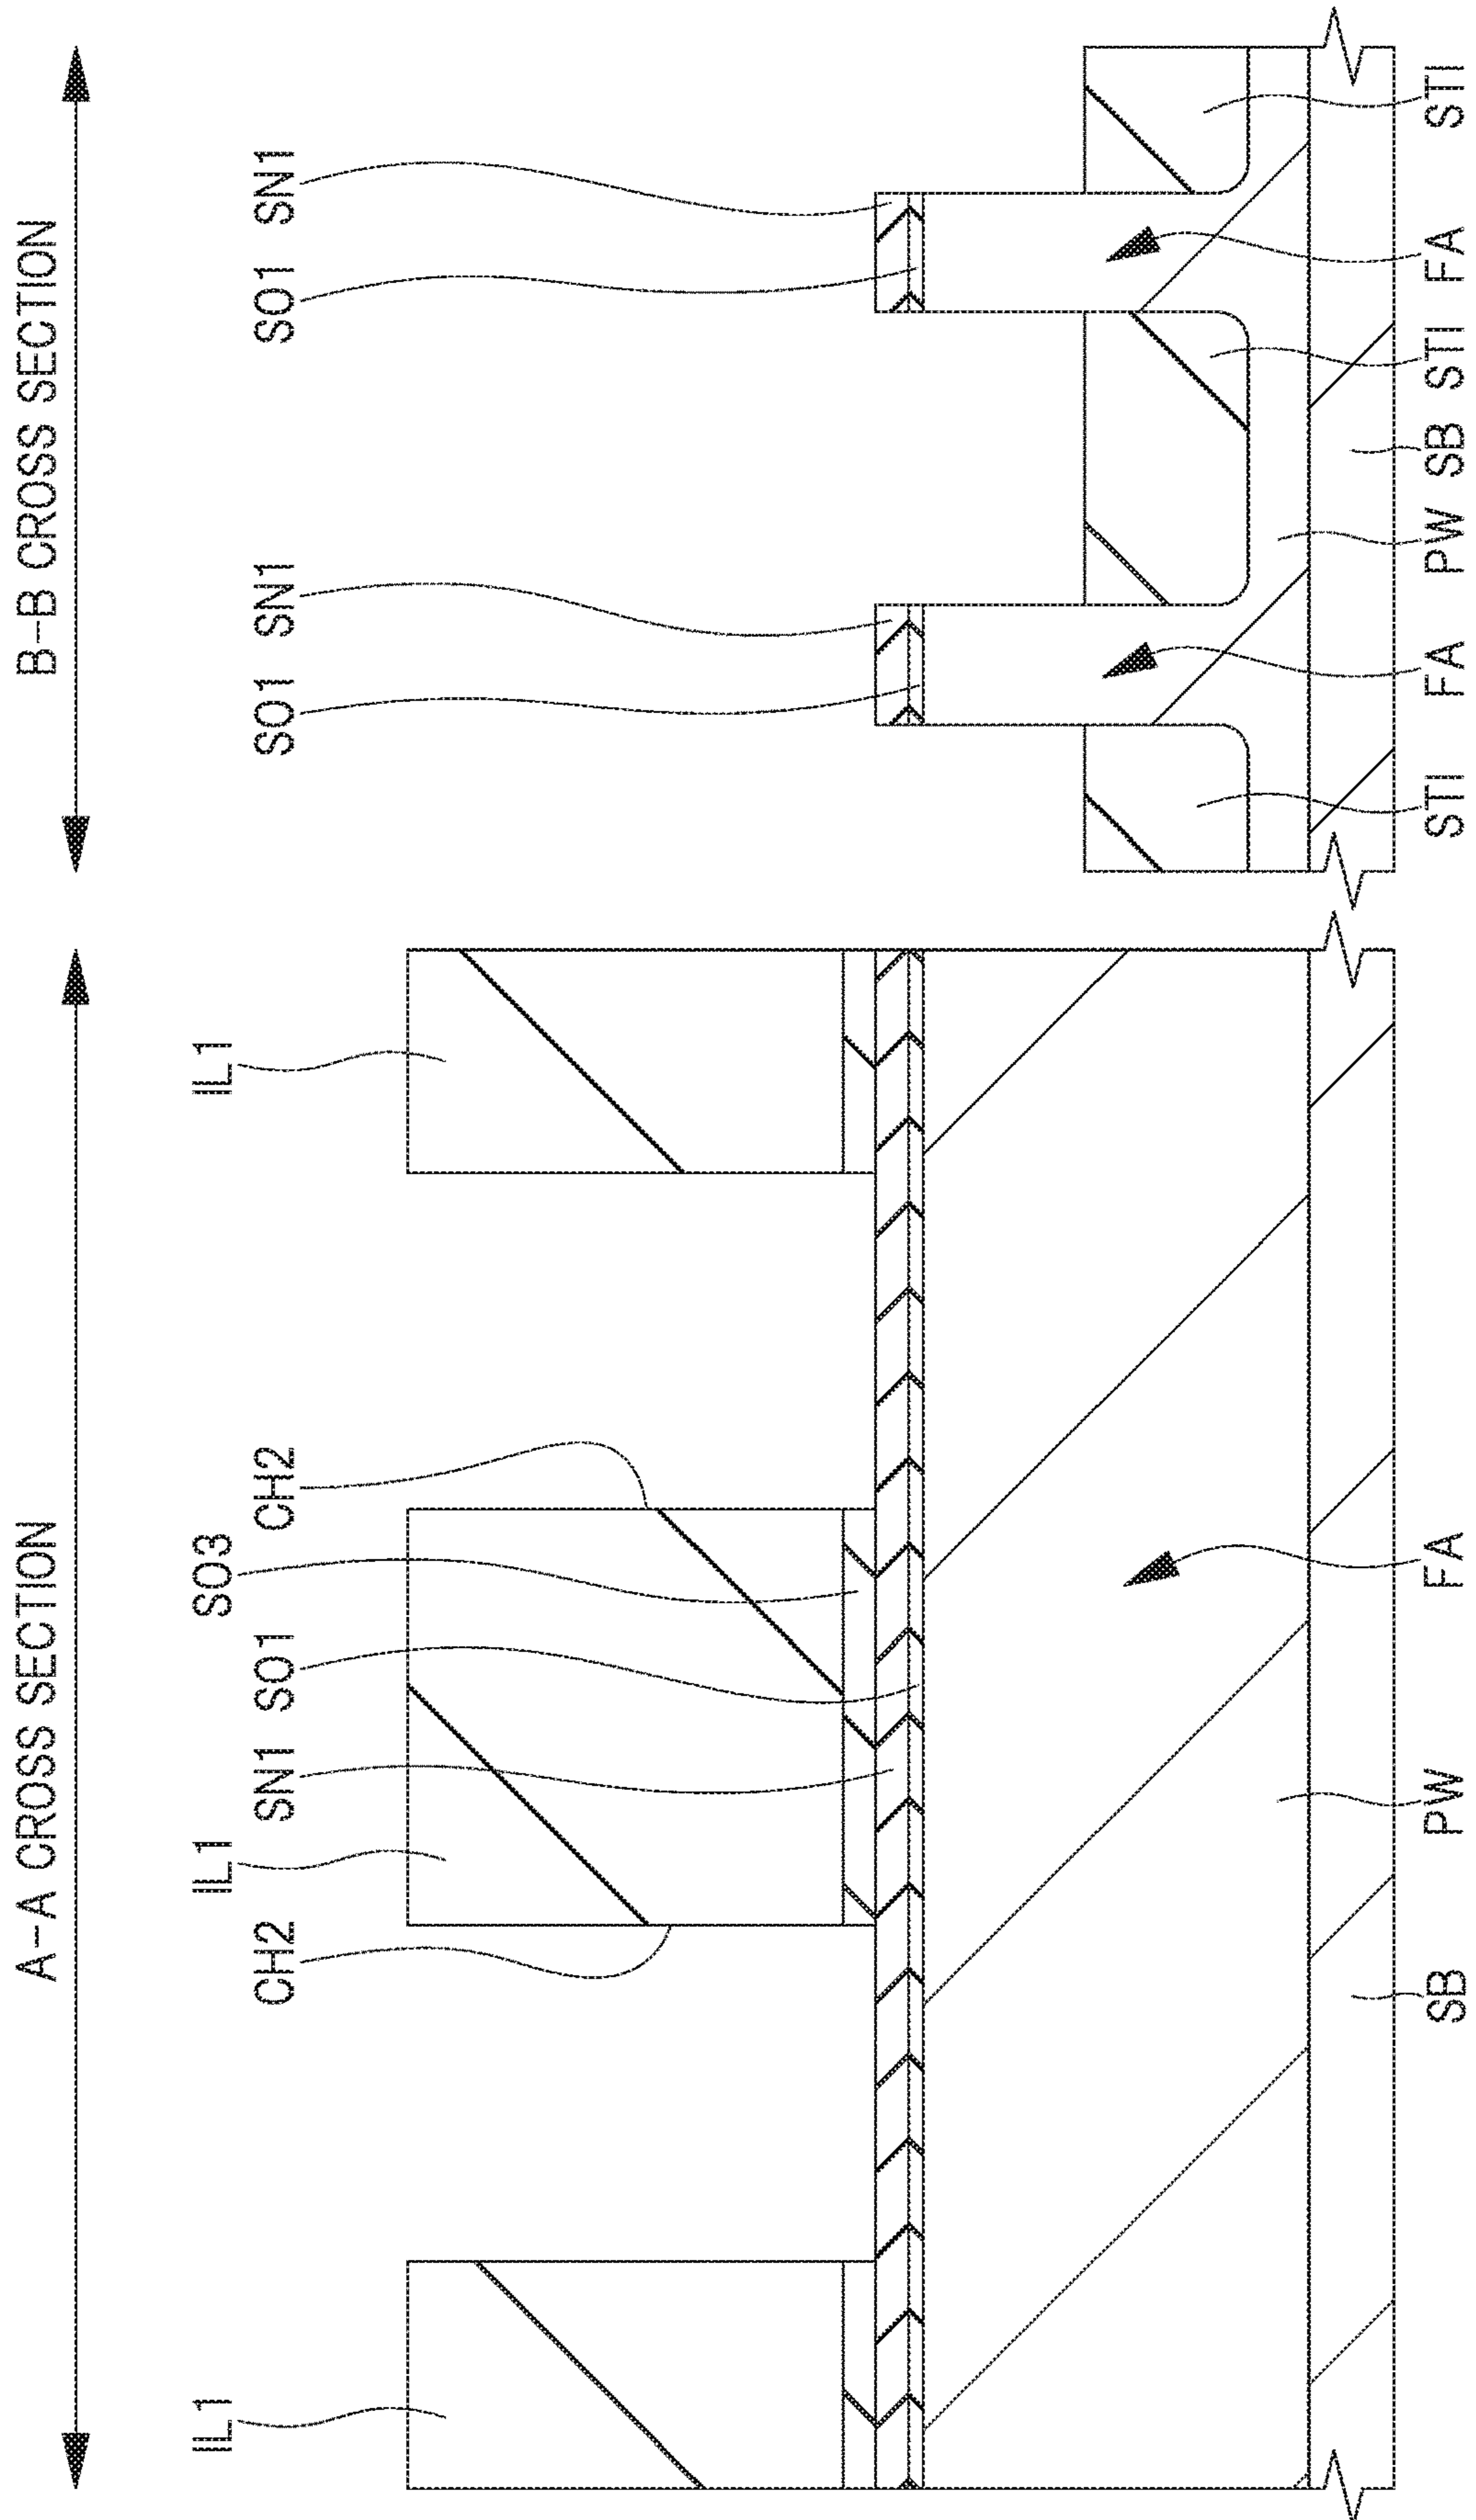 A-A CROSS SECTION
B-B CROSS SECTION
IL1
IL1
SO3
IL1
CH2
SN1
SO1
CH2
SO1
SN1
SO1
SN1
SB
PW
FA
STI
FA
PW
SB
STI
FA
STI